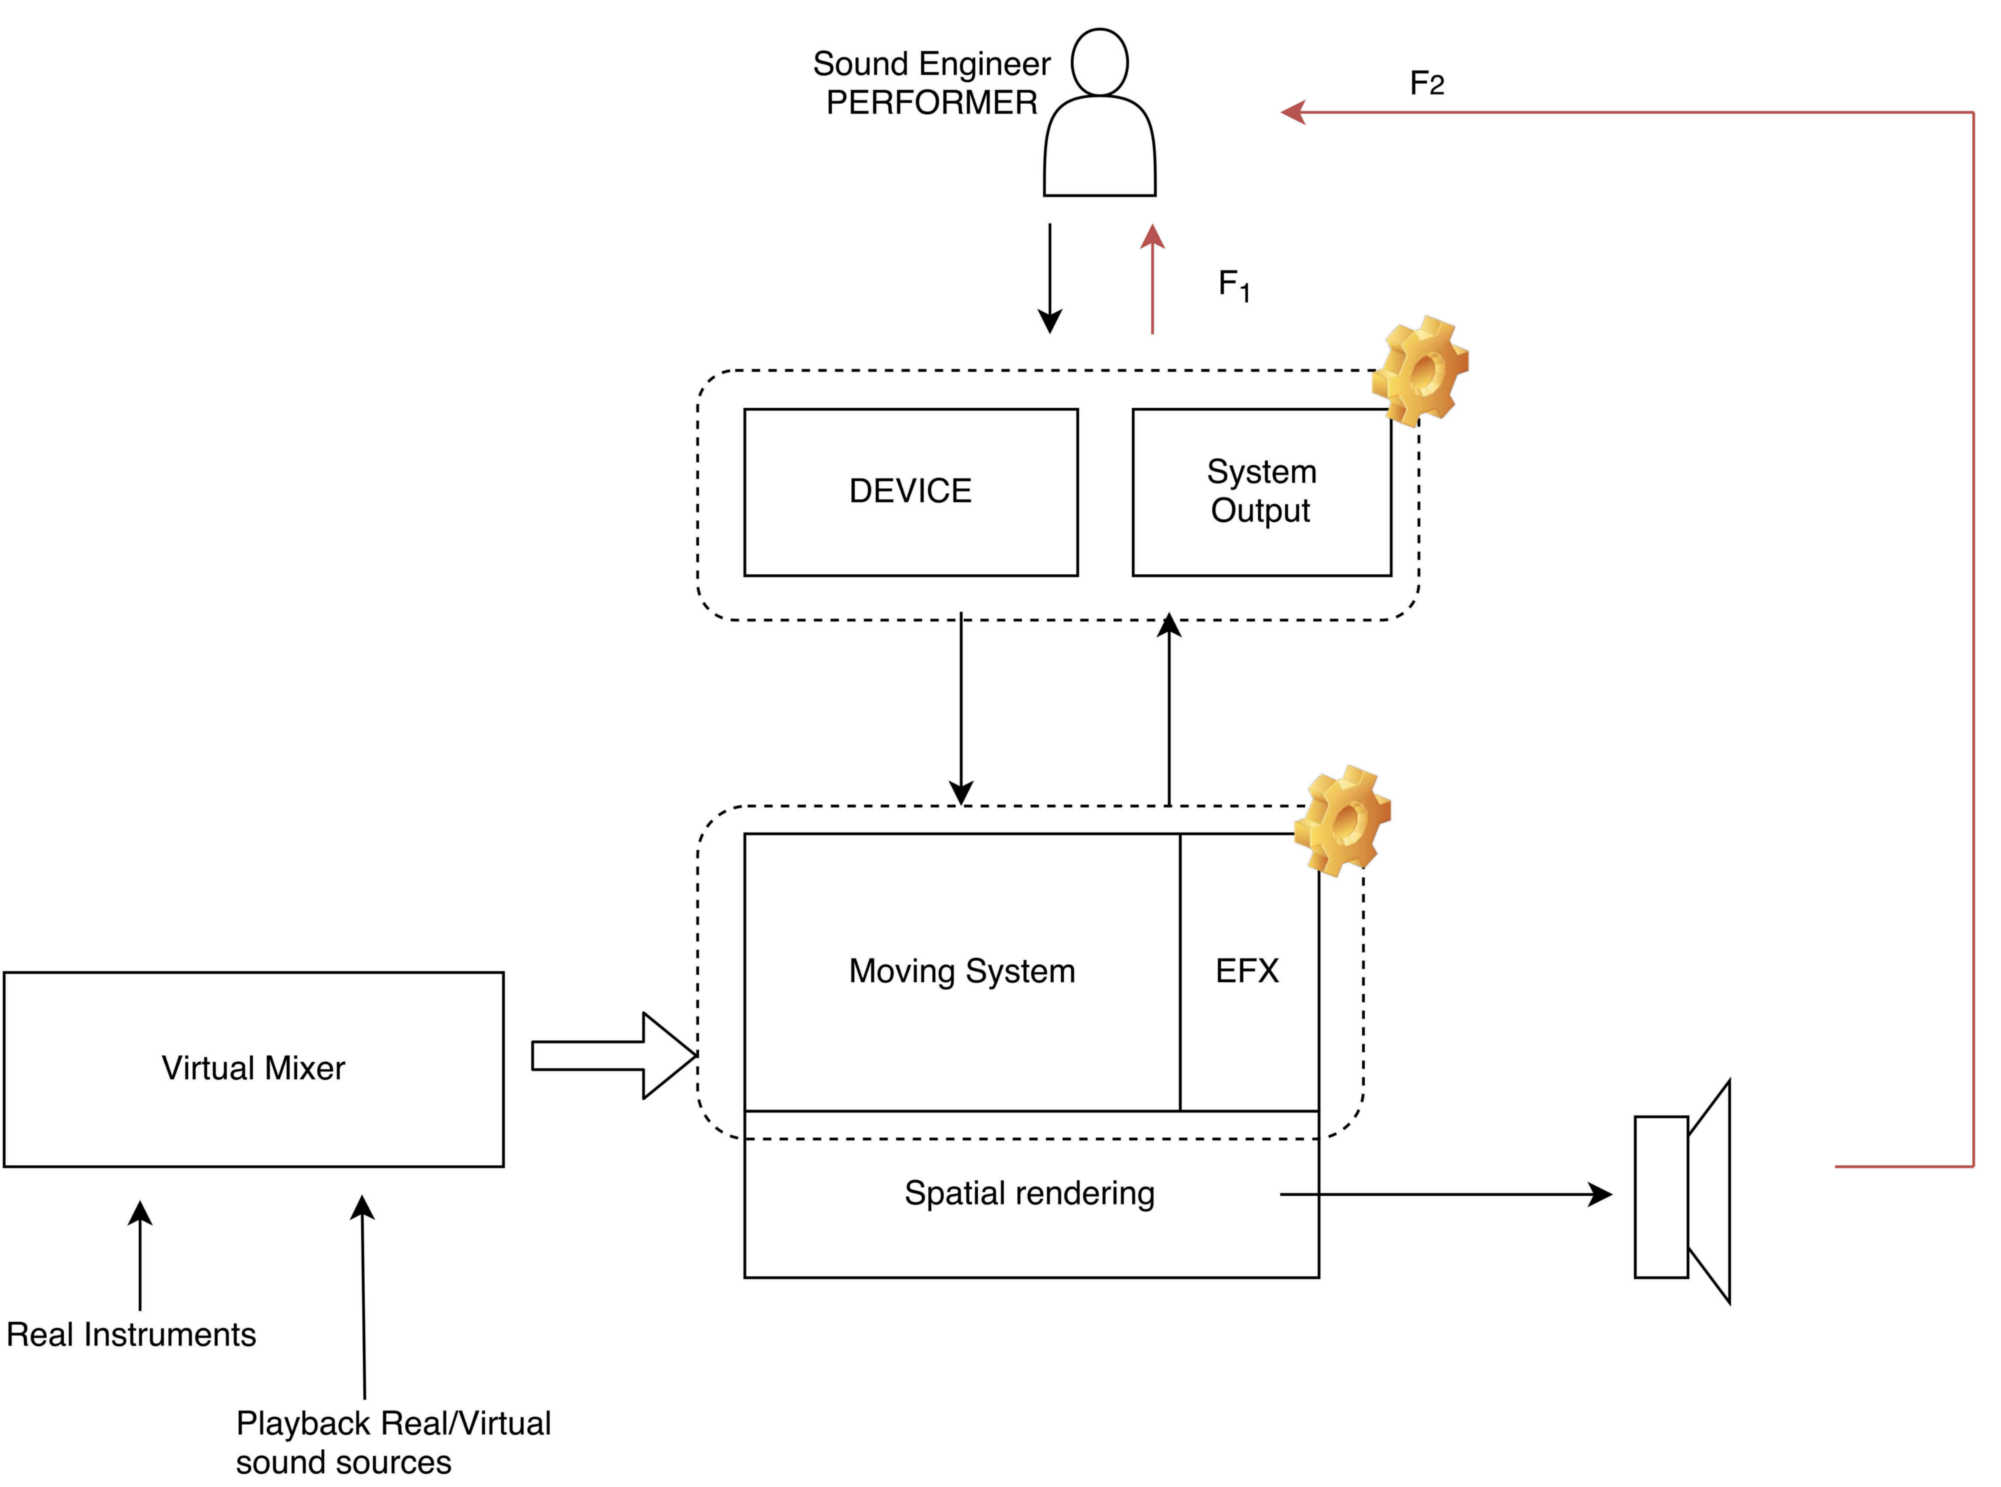 Sound Engineer
PERFORMER
F2
F1
DEVICE
System
Output
Moving System
EFX
Virtual Mixer
Spatial rendering
Real Instruments
Playback Real/Virtual
sound sources